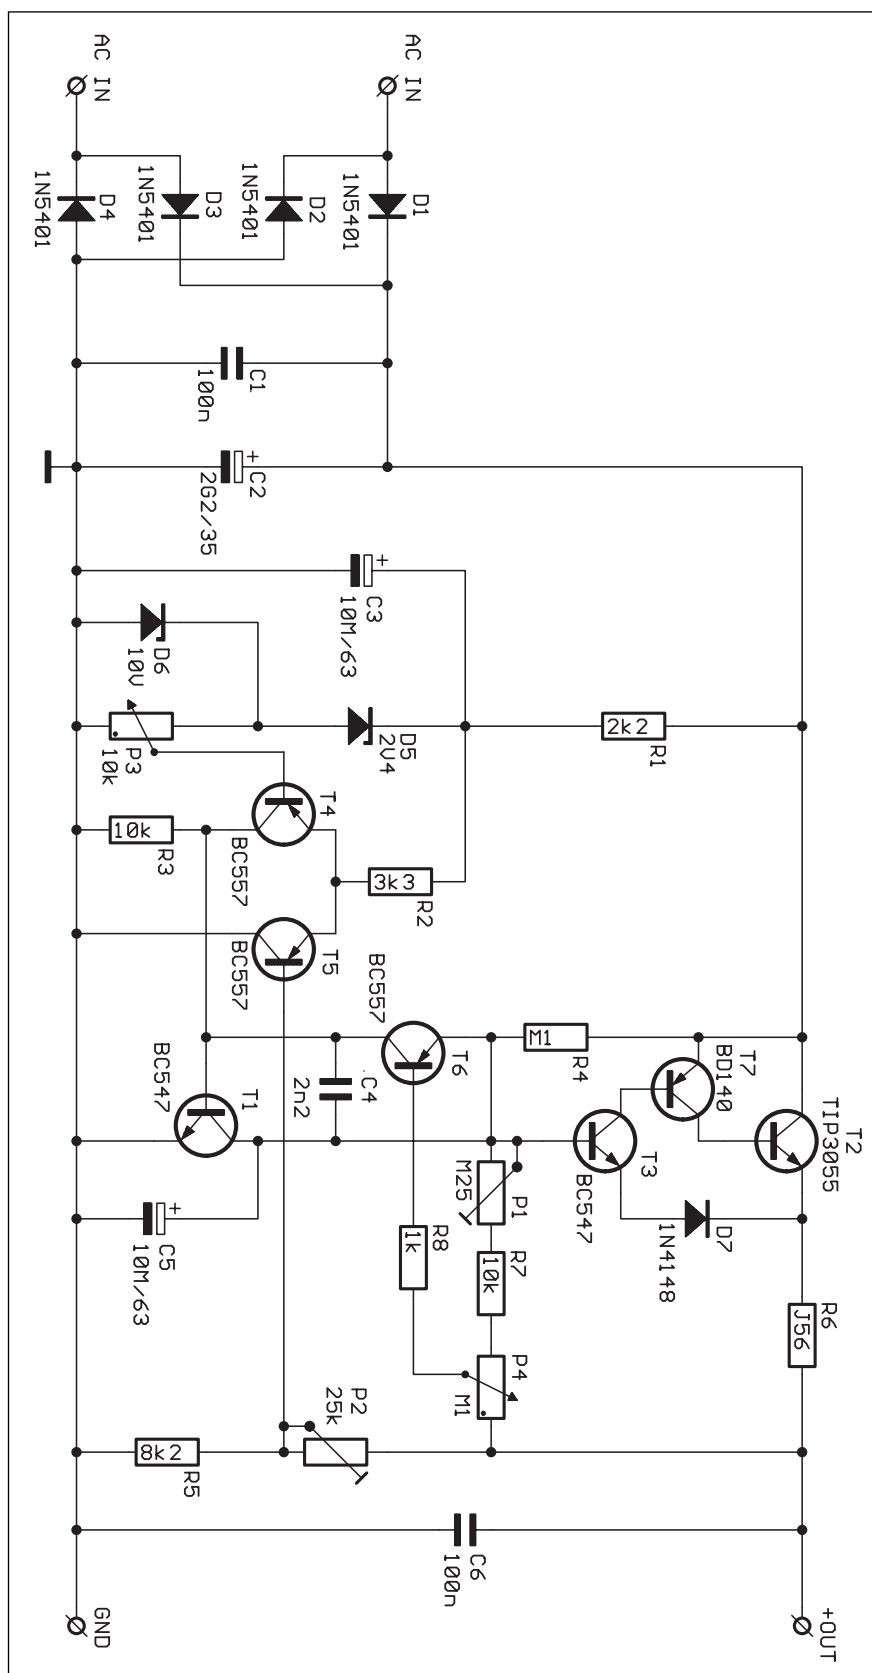 AC IN
AC IN
D1
1N5401
D2
1N5401
D3
1N5401
D4
1N5401
C1
100n
+
C2
2G2/35
+
C3
10M/63
D6
10V
D5
2V4
2k2
R1
P3
10k
T4
BC557
10k
R3
3k3
R2
T5
BC557
BC557
T6
M1
R4
T7
BD140
T2
TIP3055
C4
2n2
T1
BC547
T3
BC547
P1
M25
+
C5
10M/63
R8
1k
R7
10k
D7
1N4148
R6
J56
P4
M1
P2
25k
8k2
R5
C6
100n
+OUT
GND